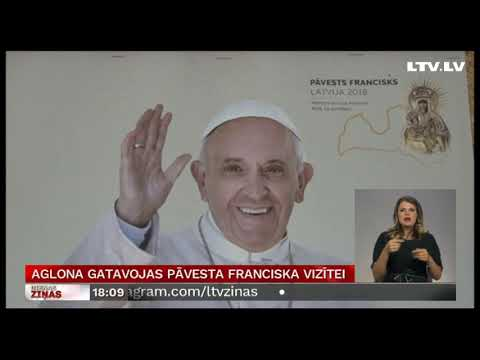 LTV.LV
PĀVESTS FRANCISKS
LATVIJA 2018
AGLONA GATAVOJAS PĀVESTA FRANCISKA VIZĪTEI
ZIŅAS
18:09
agram.com/ltvzinas